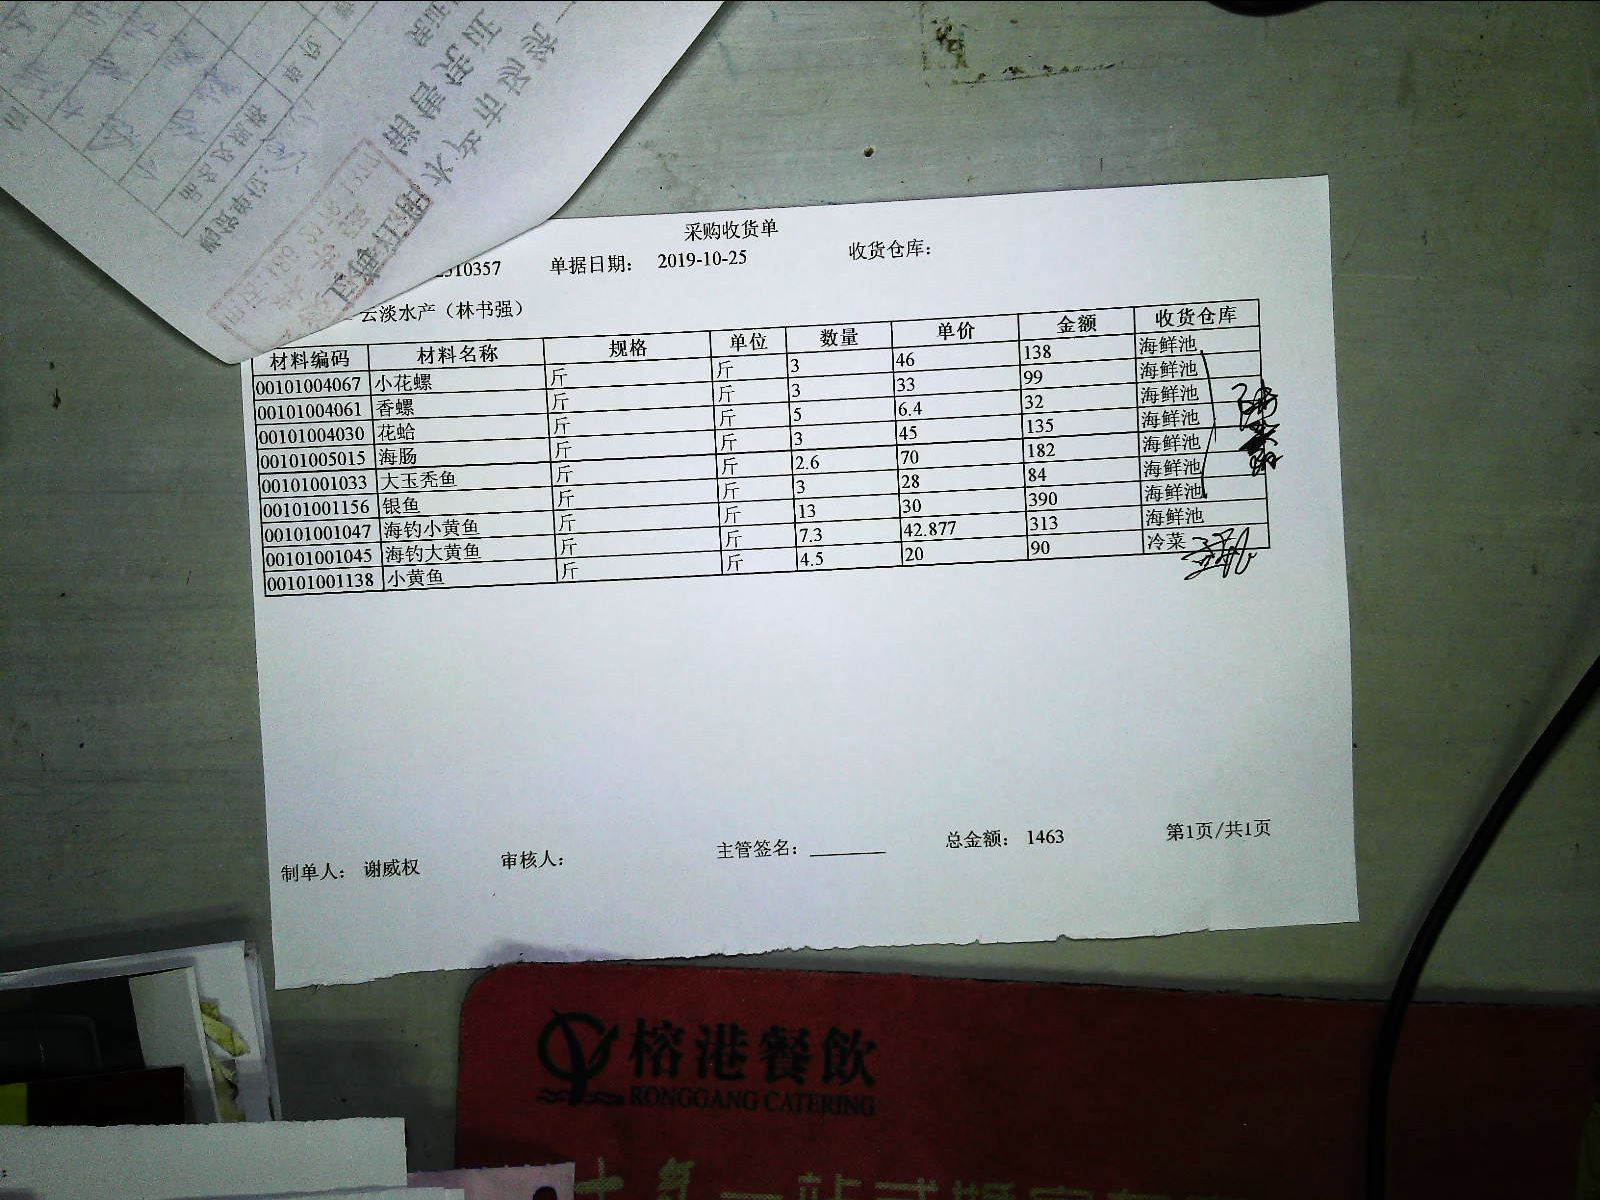 采购收货单
单据日期: 2019-10-25 收货仓库:
云淡水产（林书强）
材料编码 材料名称 规格 单位 数量 单价 金额 收货仓库
00101004067 小花螺 斤 斤 3 46 138 海鲜池
00101004061 香螺 斤 斤 3 33 99 海鲜池
00101004030 花蛤 斤 斤 5 6.4 32 海鲜池
00101005015 海肠 斤 斤 3 45 135 海鲜池
00101001033 大玉秃鱼 斤 斤 2.6 70 182 海鲜池
00101001156 银鱼 斤 斤 3 28 84 海鲜池
00101001047 海钓小黄鱼 斤 斤 13 30 390 海鲜池
00101001045 海钓大黄鱼 斤 斤 7.3 42.877 313 海鲜池
00101001138 小黄鱼 斤 斤 4.5 20 90 冷菜
制单人: 谢威权 审核人: 主管签名: 总金额: 1463 第1页/共1页
榕港餐飲
RONGGANG CATERING